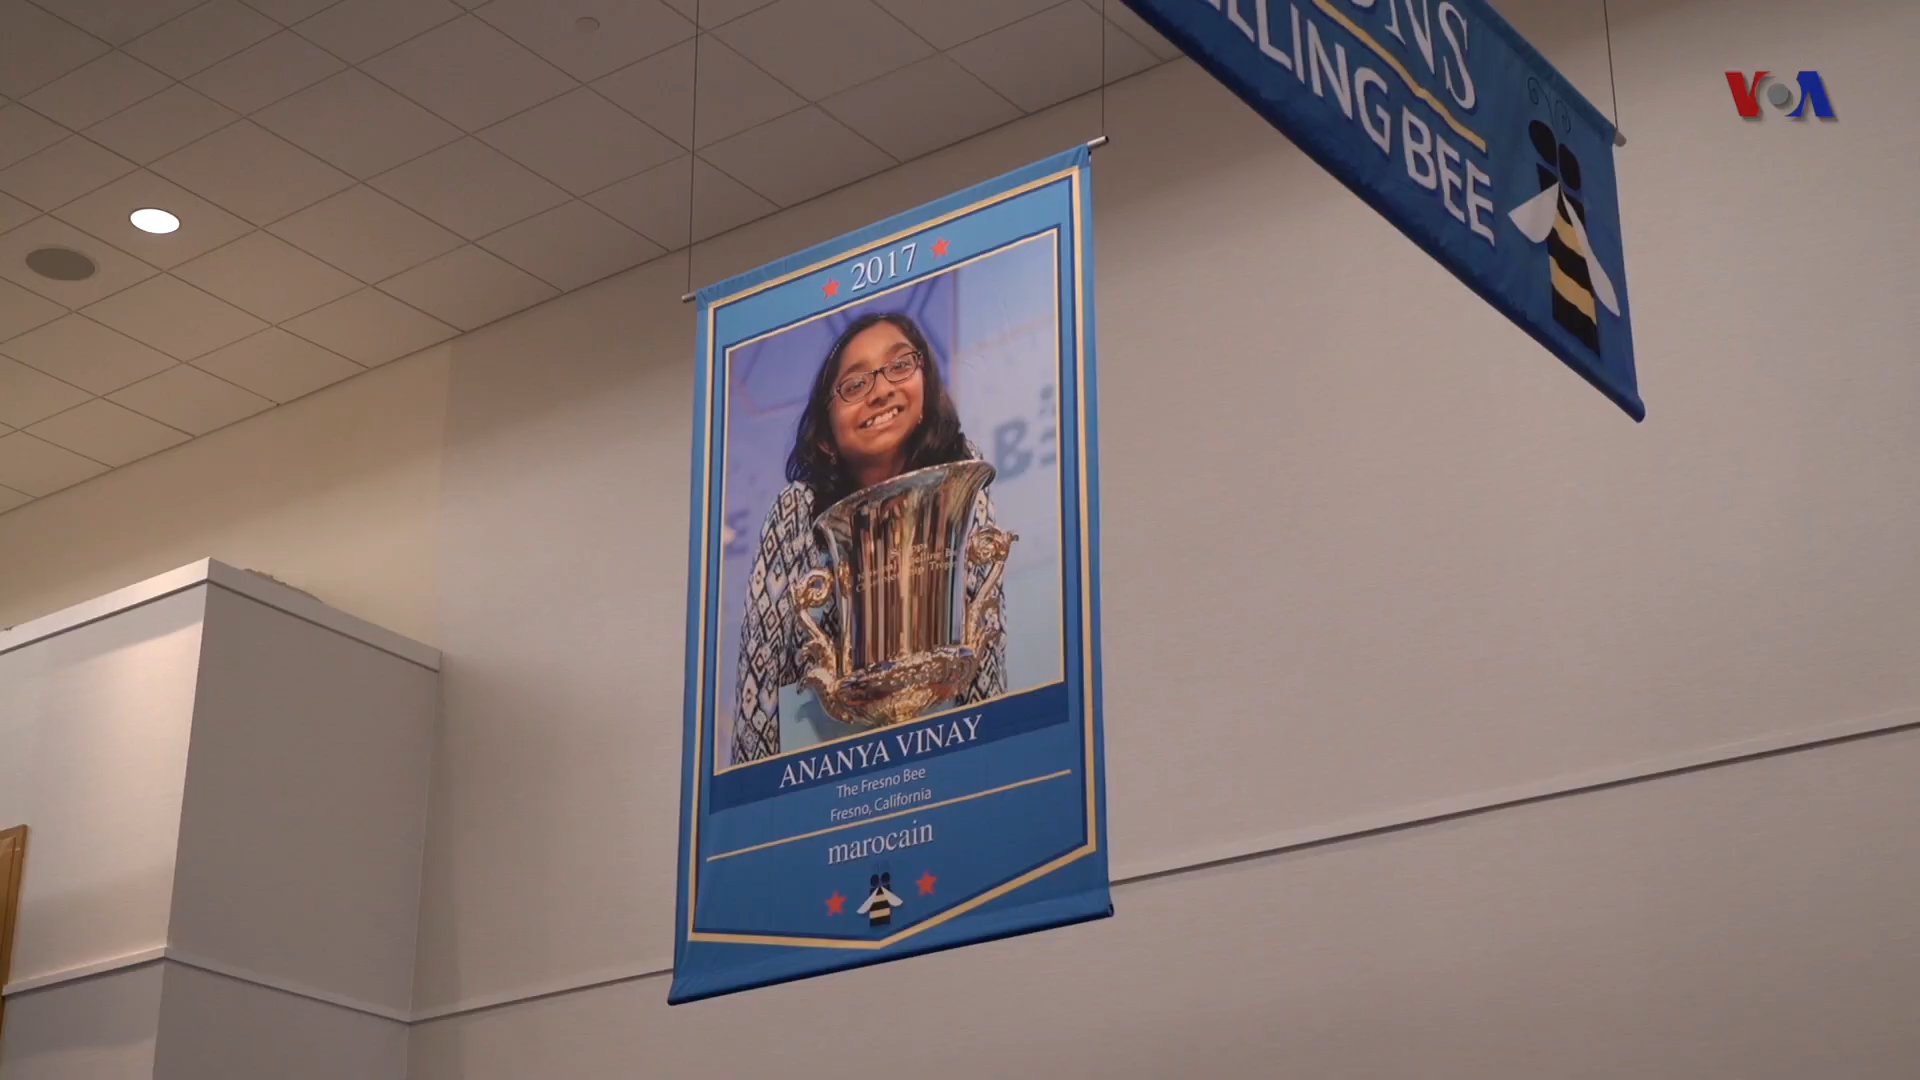 VOA
LLING BEE
2017
ANANYA VINAY
The Fresno Bee
Fresno, California
marocain